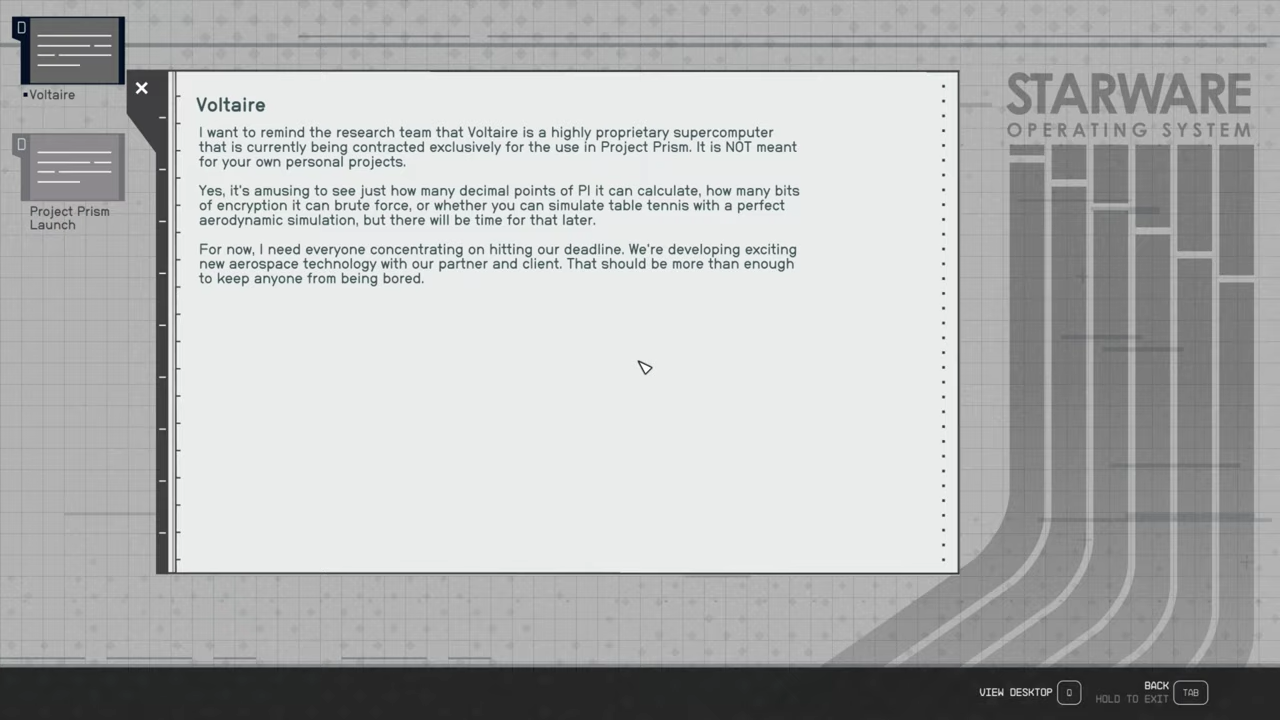 Voltaire
Project Prism
Launch
Voltaire
I want to remind the research team that Voltaire is a highly proprietary supercomputer
that is currently being contracted exclusively for the use in Project Prism. It is NOT meant
for your own personal projects.
Yes, it's amusing to see just how many decimal points of PI it can calculate, how many bits
of encryption it can brute force, or whether you can simulate table tennis with a perfect
aerodynamic simulation, but there will be time for that later.
For now, I need everyone concentrating on hitting our deadline. We're developing exciting
new aerospace technology with our partner and client. That should be more than enough
to keep anyone from being bored.
STARWARE
OPERATING SYSTEM
VIEW DESKTOP Q
BACK TAB
HOLD TO EXIT